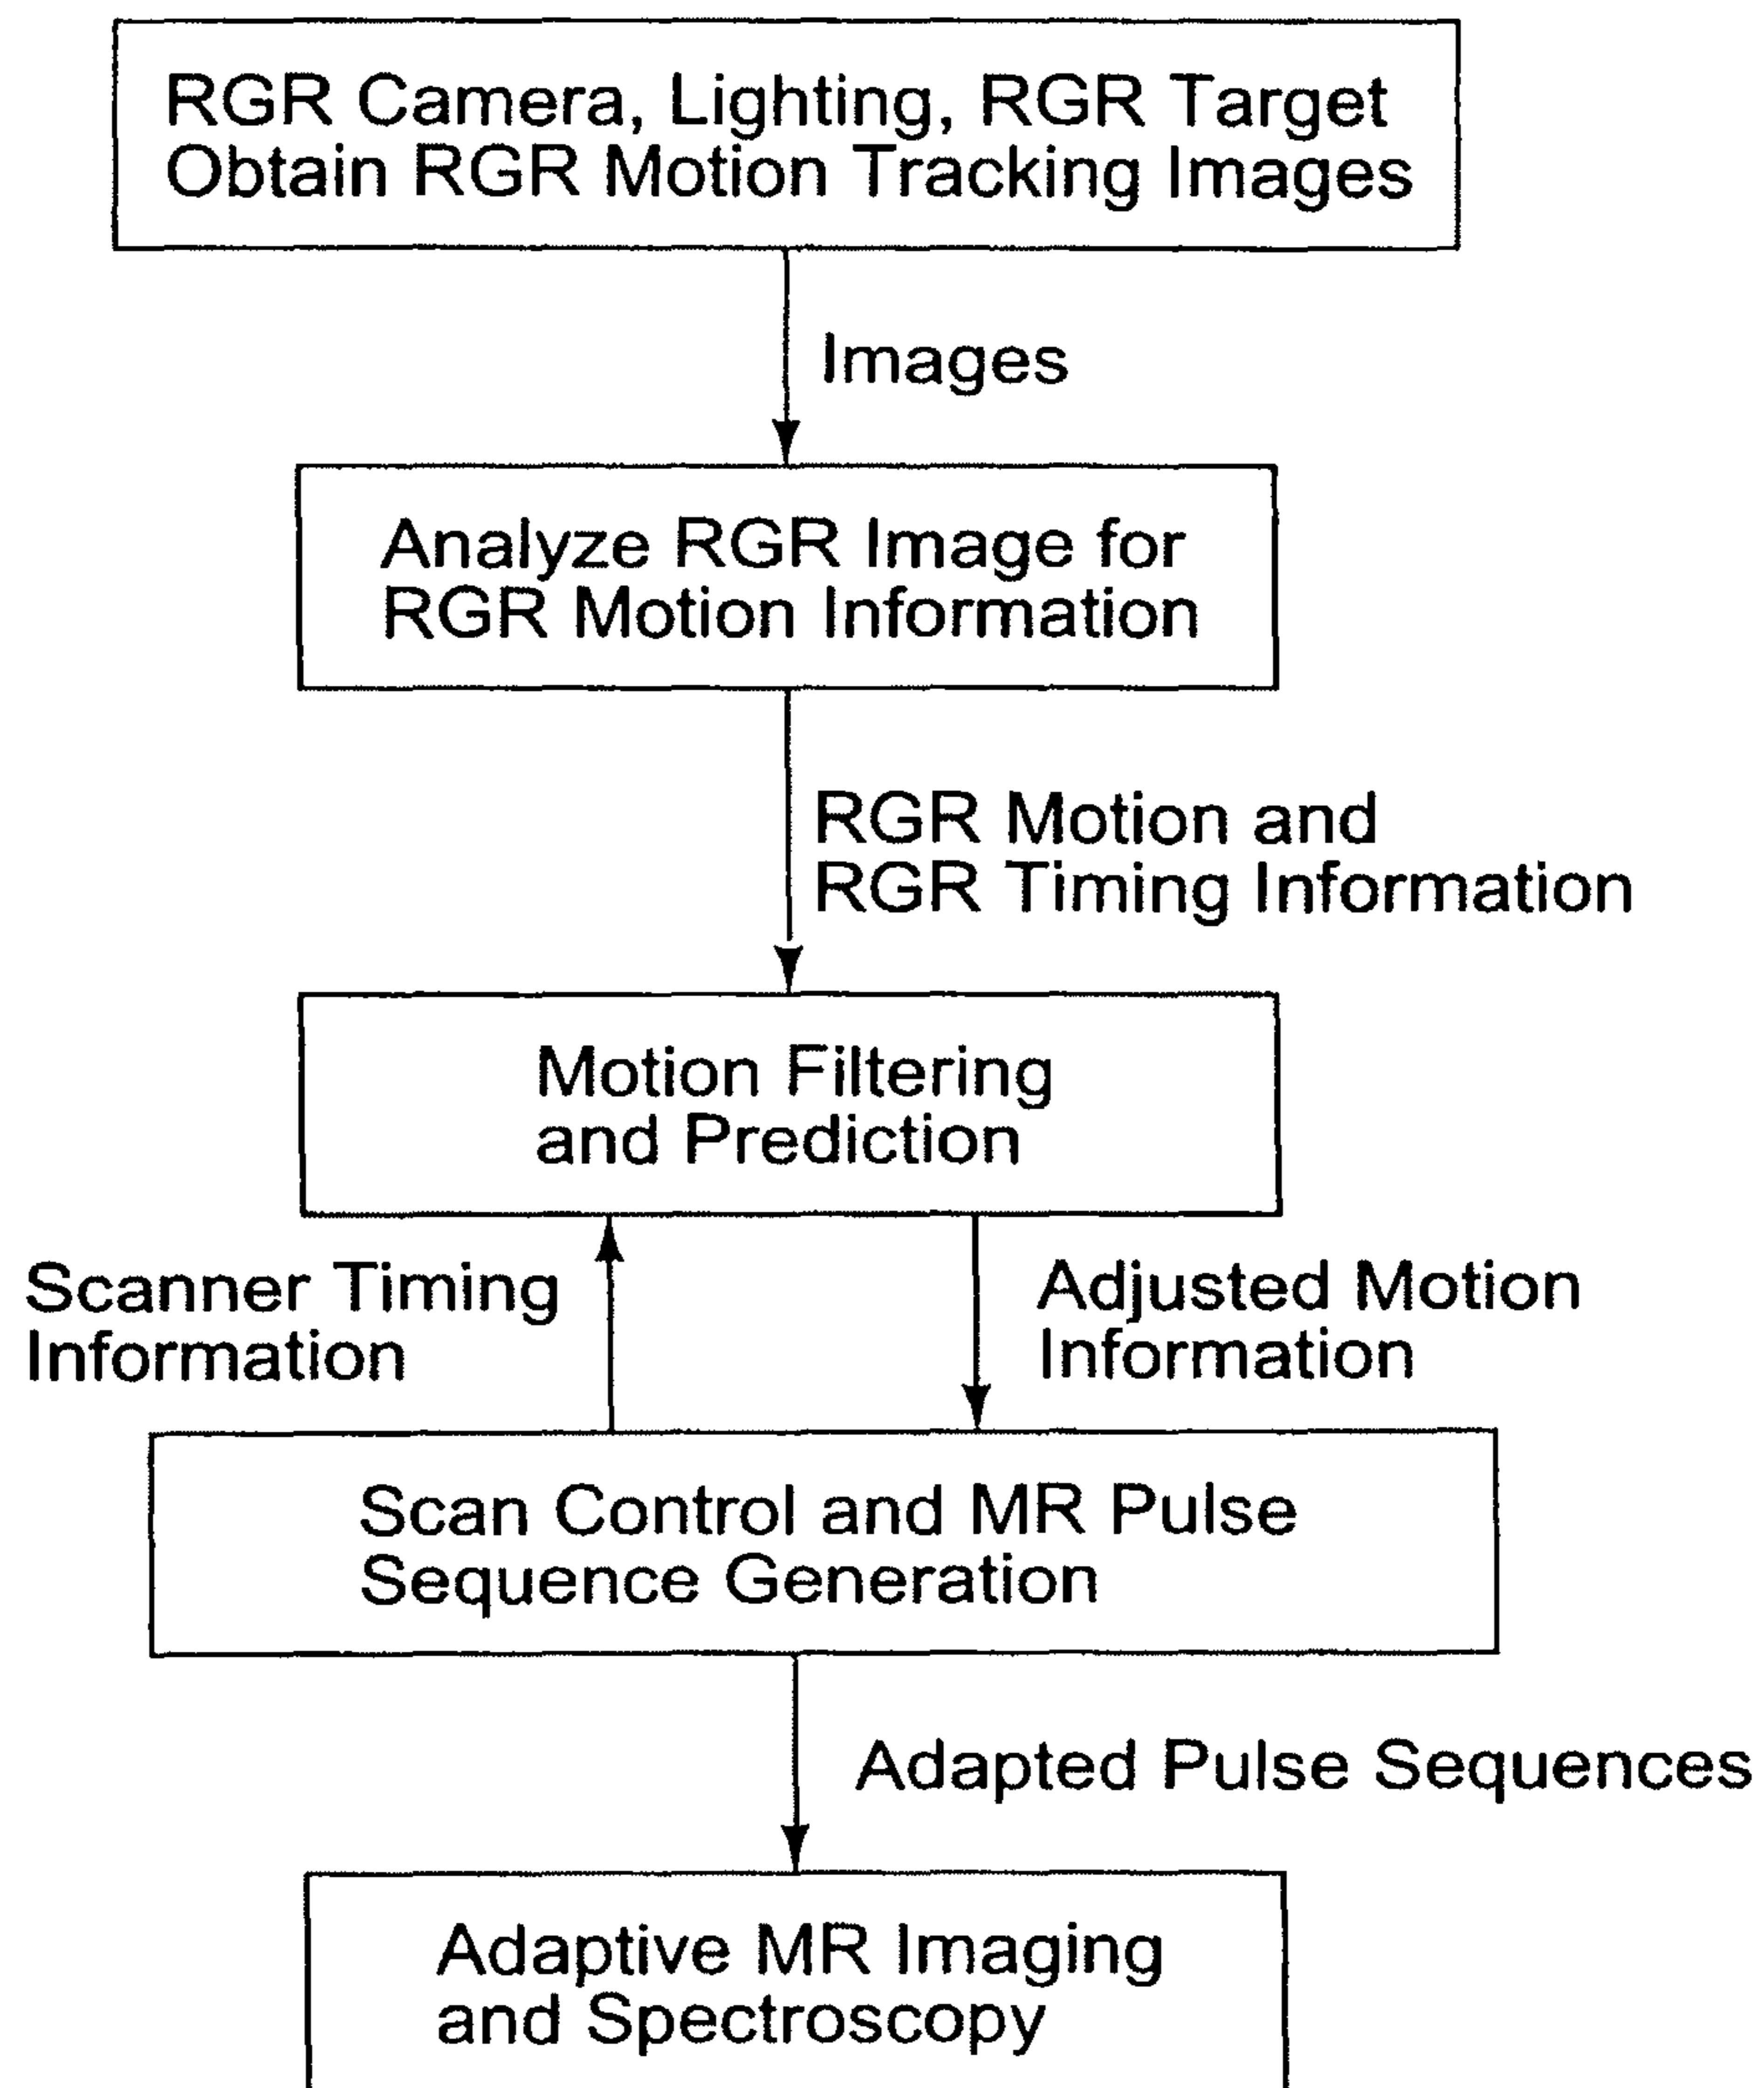 RGR Camera, Lighting, RGR Target
Obtain RGR Motion Tracking Images
Images
Analyze RGR Image for
RGR Motion Information
RGR Motion and
RGR Timing Information
Motion Filtering
and Prediction
Scanner Timing
Information
Adjusted Motion
Information
Scan Control and MR Pulse
Sequence Generation
Adapted Pulse Sequences
Adaptive MR Imaging
and Spectroscopy